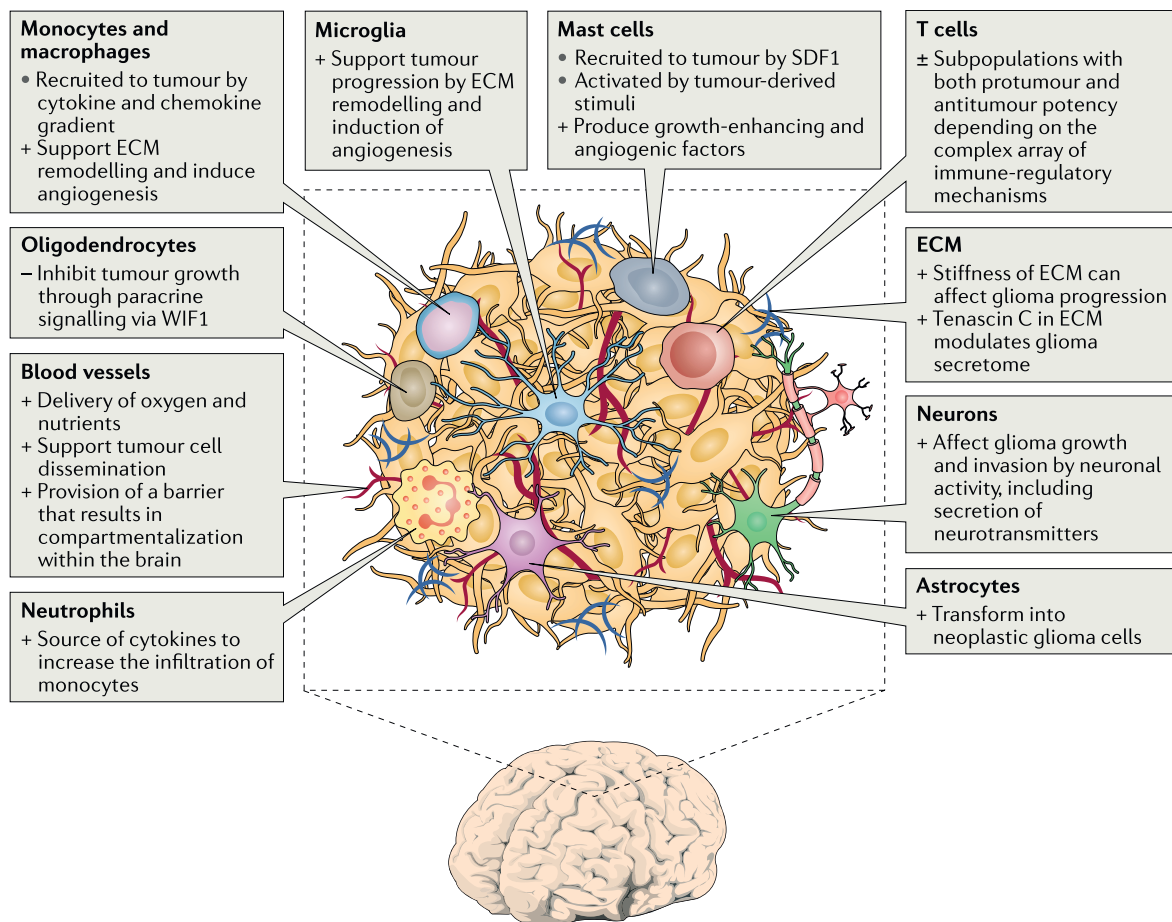 Monocytes and
macrophages
• Recruited to tumour by
cytokine and chemokine
gradient
+ Support ECM
remodelling and induce
angiogenesis
Microglia
+ Support tumour
progression by ECM
remodelling and
induction of
angiogenesis
Mast cells
• Recruited to tumour by SDF1
• Activated by tumour-derived
stimuli
+ Produce growth-enhancing and
angiogenic factors
T cells
± Subpopulations with
both protumour and
antitumour potency
depending on the
complex array of
immune-regulatory
mechanisms
Oligodendrocytes
– Inhibit tumour growth
through paracrine
signalling via WIF1
ECM
+ Stiffness of ECM can
affect glioma progression
+ Tenascin C in ECM
modulates glioma
secretome
Blood vessels
+ Delivery of oxygen and
nutrients
+ Support tumour cell
dissemination
+ Provision of a barrier
that results in
compartmentalization
within the brain
Neurons
+ Affect glioma growth
and invasion by neuronal
activity, including
secretion of
neurotransmitters
Neutrophils
+ Source of cytokines to
increase the infiltration of
monocytes
Astrocytes
+ Transform into
neoplastic glioma cells